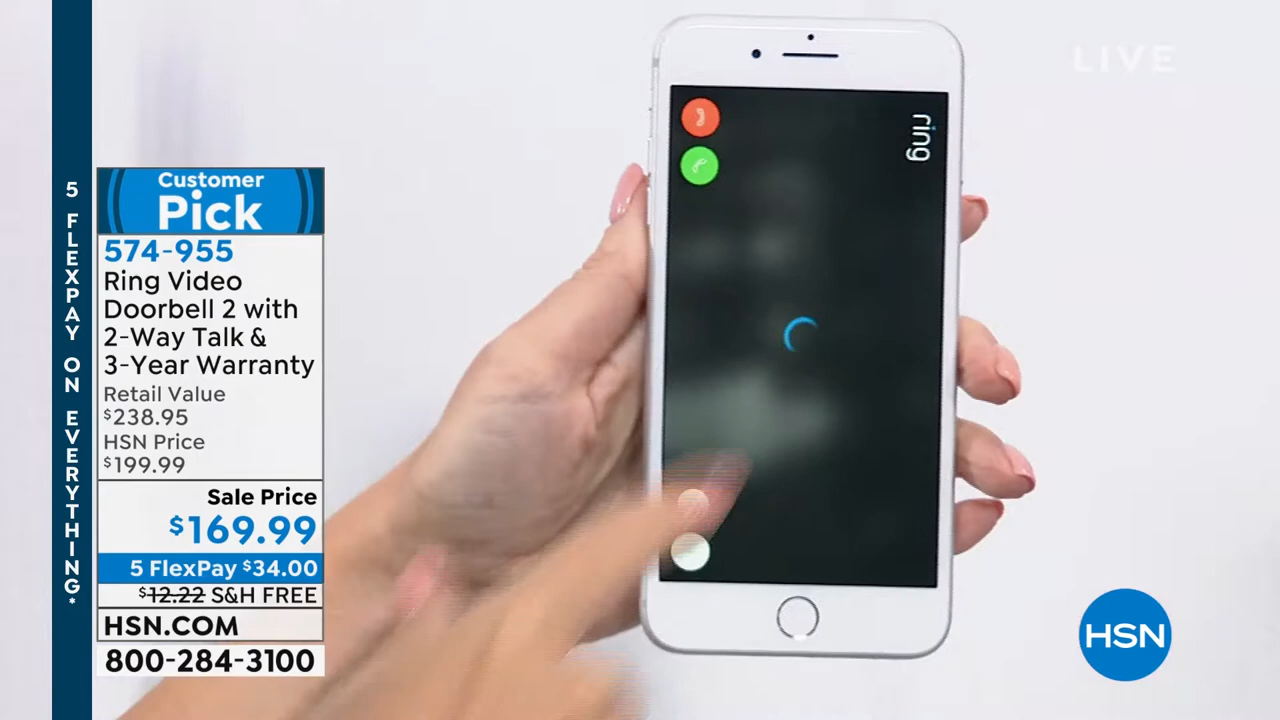 LIVE
ring
5 FLEXPAY ON EVERYTHING*
Customer
Pick
574-955
Ring Video
Doorbell 2 with
2-Way Talk &
3-Year Warranty
Retail Value
$238.95
HSN Price
$199.99
Sale Price
$169.99
5 FlexPay $34.00
$12.22 S&H FREE
HSN.COM
800-284-3100
HSN